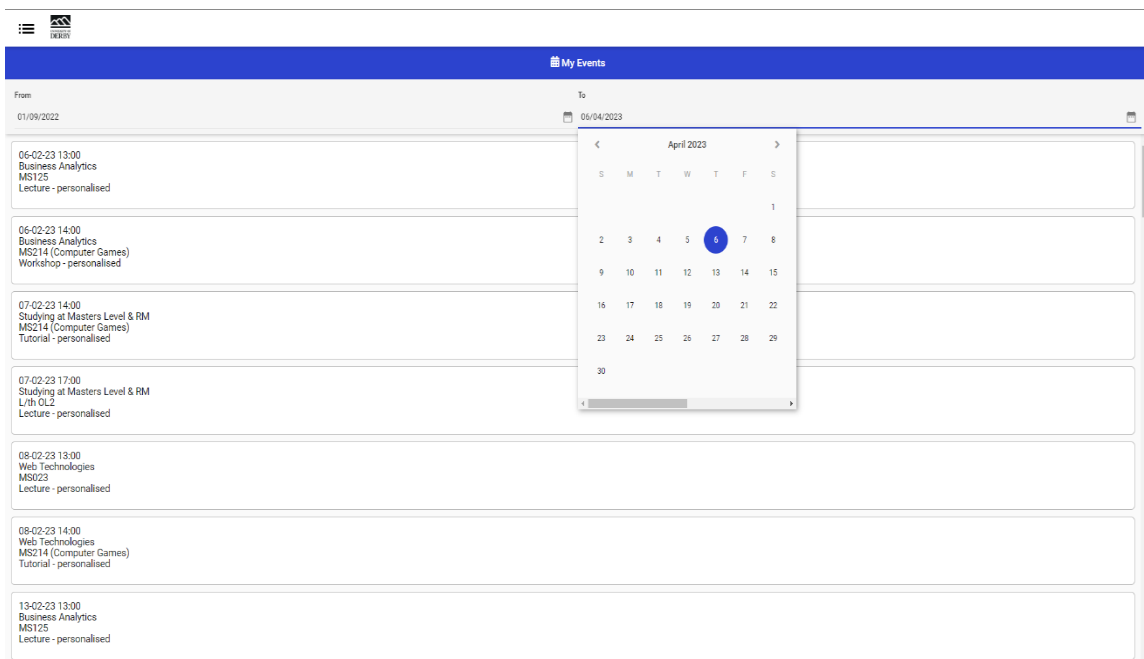 UNIVERSITY OF
DERBY
My Events
From
01/09/2022
To
06/04/2023
April 2023
S M T W T F S
1
2 3 4 5 6 7 8
9 10 11 12 13 14 15
16 17 18 19 20 21 22
23 24 25 26 27 28 29
30
06-02-23 13:00
Business Analytics
MS125
Lecture - personalised
06-02-23 14:00
Business Analytics
MS214 (Computer Games)
Workshop - personalised
07-02-23 14:00
Studying at Masters Level & RM
MS214 (Computer Games)
Tutorial - personalised
07-02-23 17:00
Studying at Masters Level & RM
L/th OL2
Lecture - personalised
08-02-23 13:00
Web Technologies
MS023
Lecture - personalised
08-02-23 14:00
Web Technologies
MS214 (Computer Games)
Tutorial - personalised
13-02-23 13:00
Business Analytics
MS125
Lecture - personalised